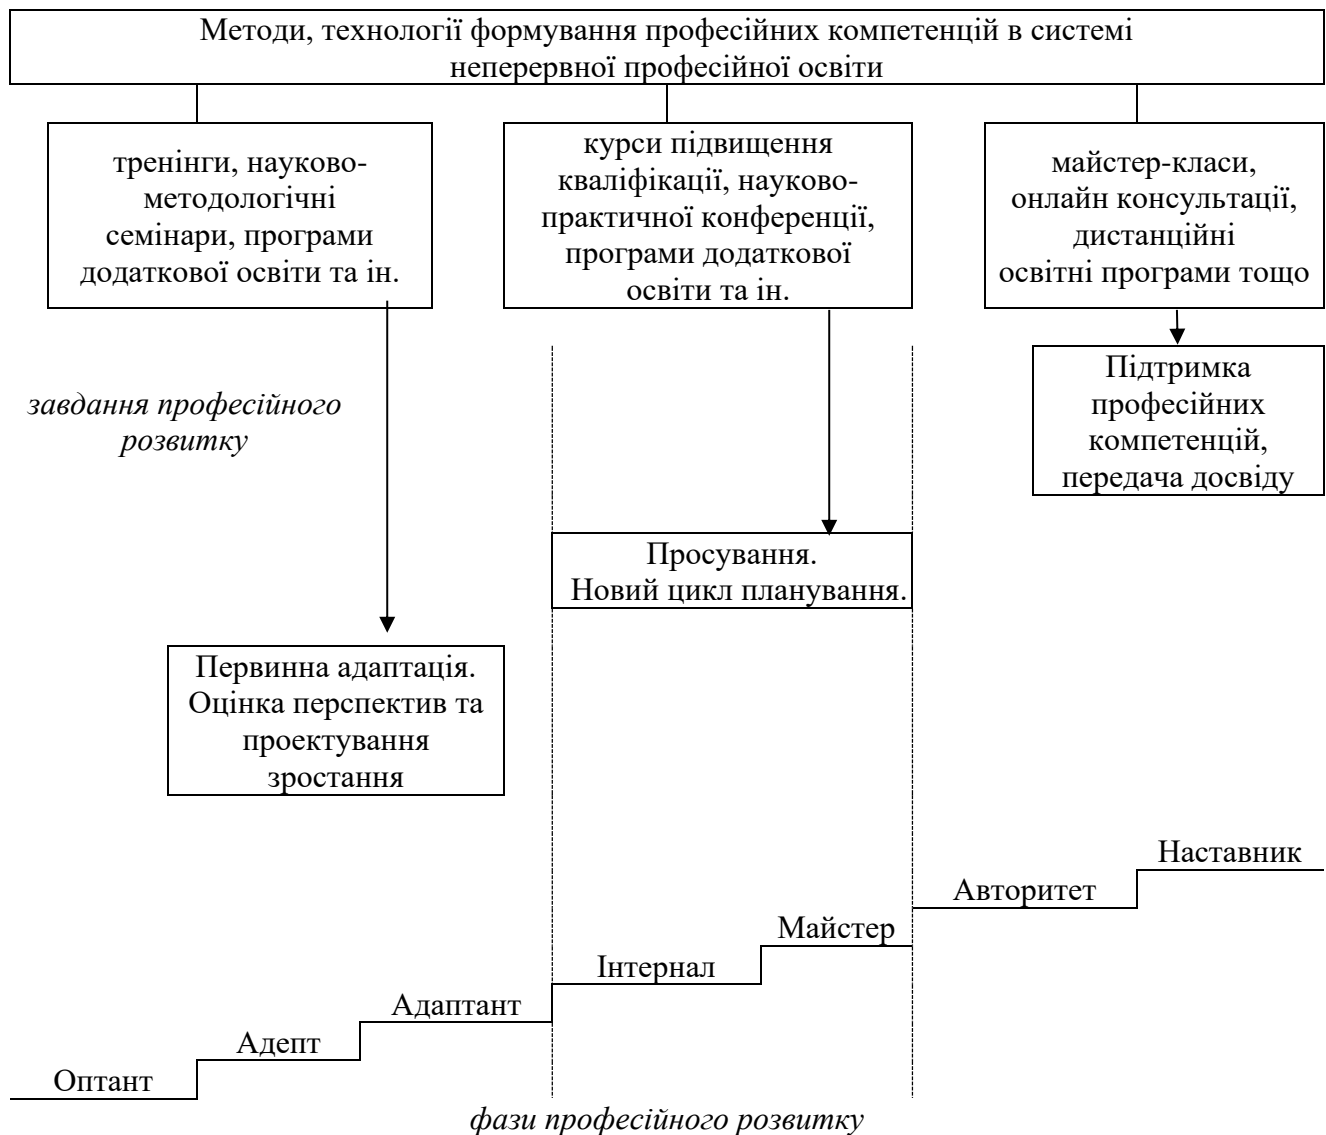 Методи, технології формування професійних компетенцій в системі
неперервної професійної освіти
тренінги, науково-
методологічні
семінари, програми
додаткової освіти та ін.
курси підвищення
кваліфікації, науково-
практичної конференції,
програми додаткової
освіти та ін.
майстер-класи,
онлайн консультації,
дистанційні
освітні програми тощо
завдання професійного
розвитку
Підтримка
професійних
компетенцій,
передача досвіду
Просування.
Новий цикл планування.
Первинна адаптація.
Оцінка перспектив та
проектування
зростання
Наставник
Авторитет
Майстер
Інтернал
Адаптант
Адепт
Оптант
фази професійного розвитку